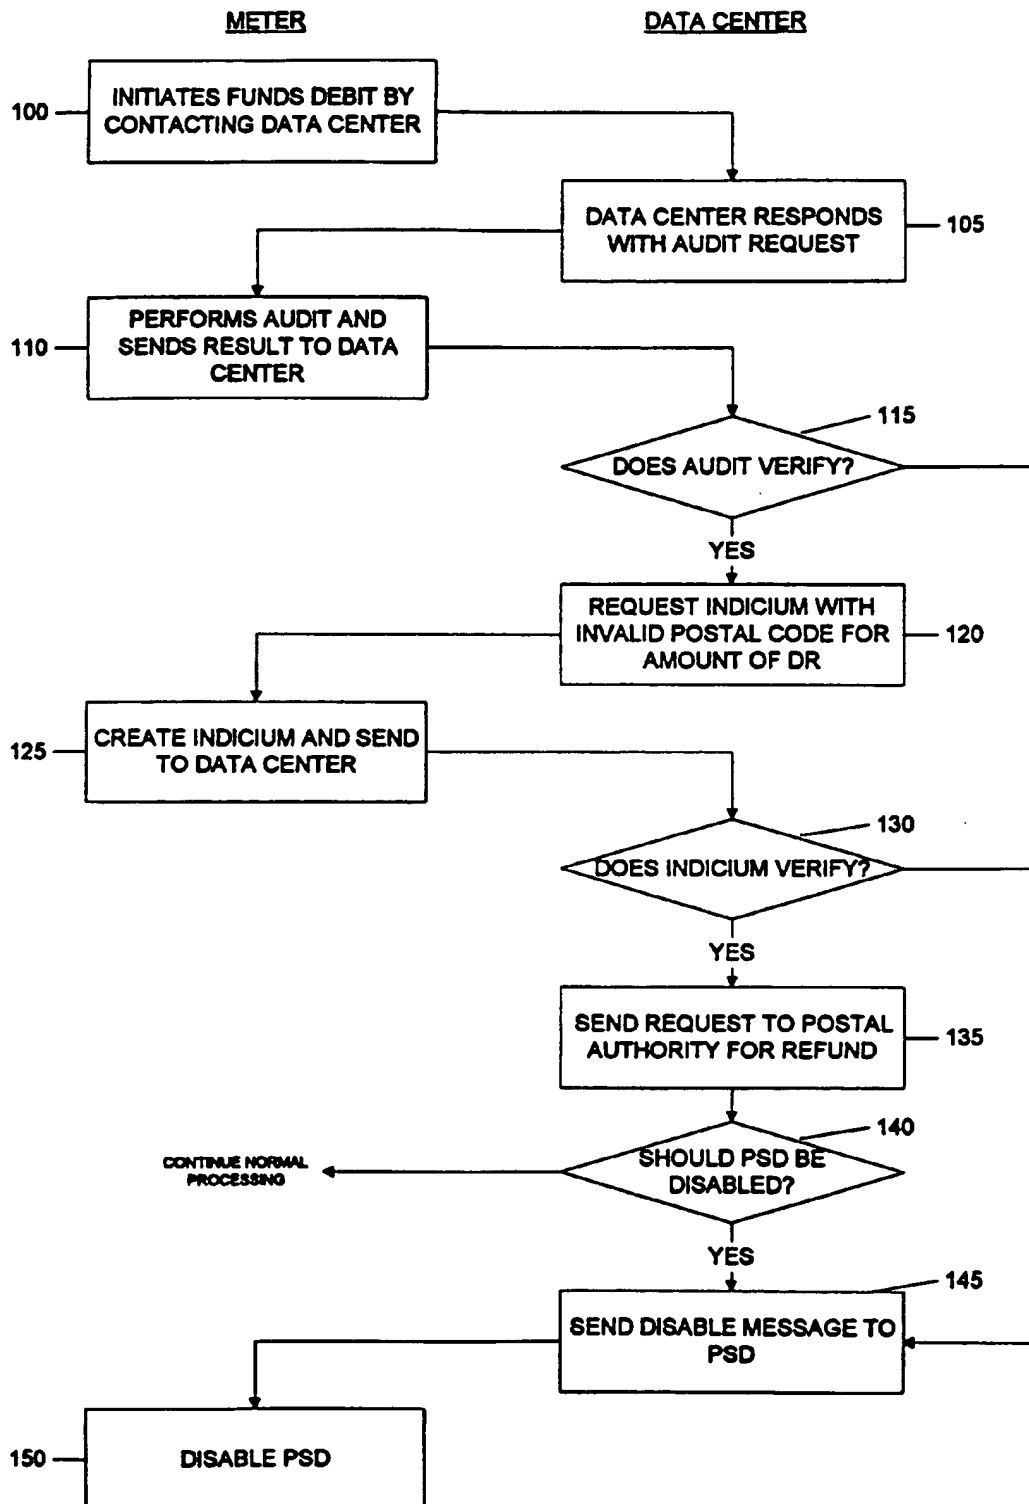 METER
DATA CENTER
100
INITIATES FUNDS DEBIT BY
CONTACTING DATA CENTER
DATA CENTER RESPONDS
WITH AUDIT REQUEST
105
110
PERFORMS AUDIT AND
SENDS RESULT TO DATA
CENTER
115
DOES AUDIT VERIFY?
YES
REQUEST INDICIUM WITH
INVALID POSTAL CODE FOR
AMOUNT OF DR
120
125
CREATE INDICIUM AND SEND
TO DATA CENTER
130
DOES INDICIUM VERIFY?
YES
SEND REQUEST TO POSTAL
AUTHORITY FOR REFUND
135
140
SHOULD PSD BE
DISABLED?
CONTINUE NORMAL
PROCESSING
YES
145
SEND DISABLE MESSAGE TO
PSD
150
DISABLE PSD